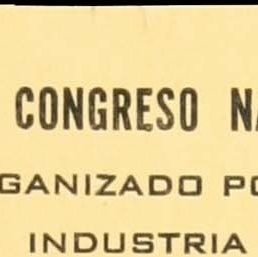 CONGRESO NA
GANIZADO PO
INDUSTRIA